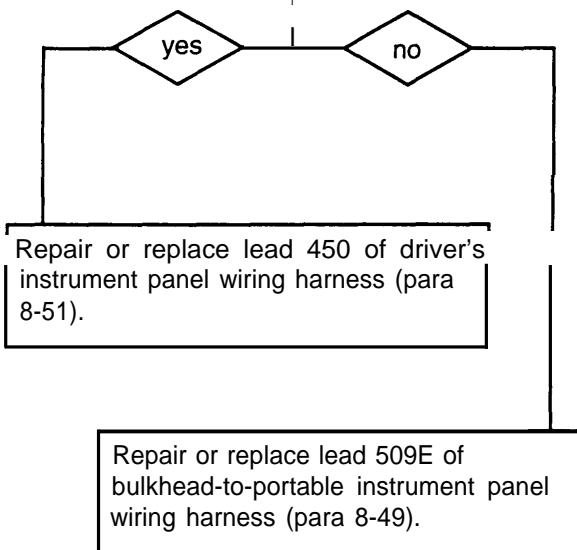 yes
no
Repair or replace lead 450 of driver's
instrument panel wiring harness (para
8-51).
Repair or replace lead 509E of
bulkhead-to-portable instrument panel
wiring harness (para 8-49).